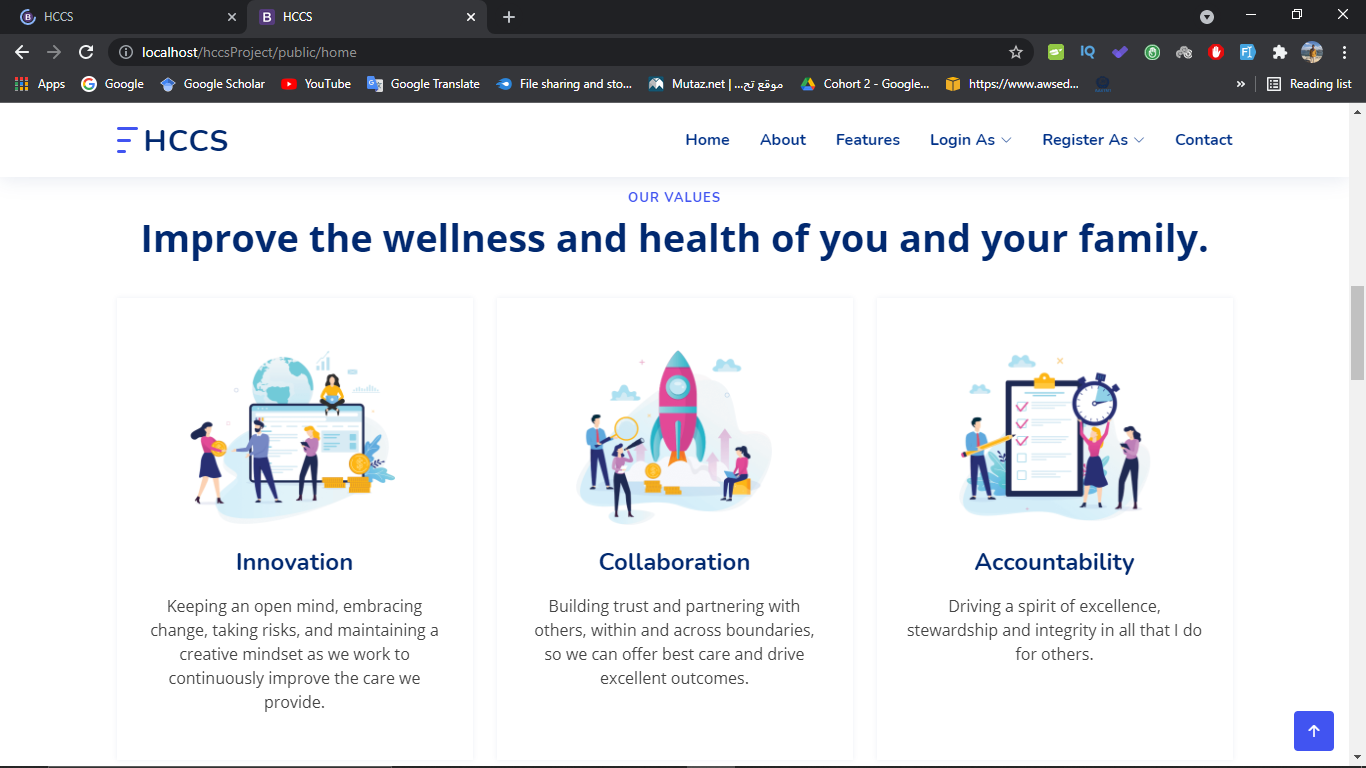 HCCS
HCCS
localhost/hccsProject/public/home
Apps
Google
Google Scholar
YouTube
Google Translate
File sharing and sto...
Mutaz.net | موقع تح...
Cohort 2 - Google...
https://www.awsed...
»
Reading list
HCCS
Home
About
Features
Login As
Register As
Contact
OUR VALUES
Improve the wellness and health of you and your family.
Innovation
Keeping an open mind, embracing
change, taking risks, and maintaining a
creative mindset as we work to
continuously improve the care we
provide.
Collaboration
Building trust and partnering with
others, within and across boundaries,
so we can offer best care and drive
excellent outcomes.
Accountability
Driving a spirit of excellence,
stewardship and integrity in all that I do
for others.